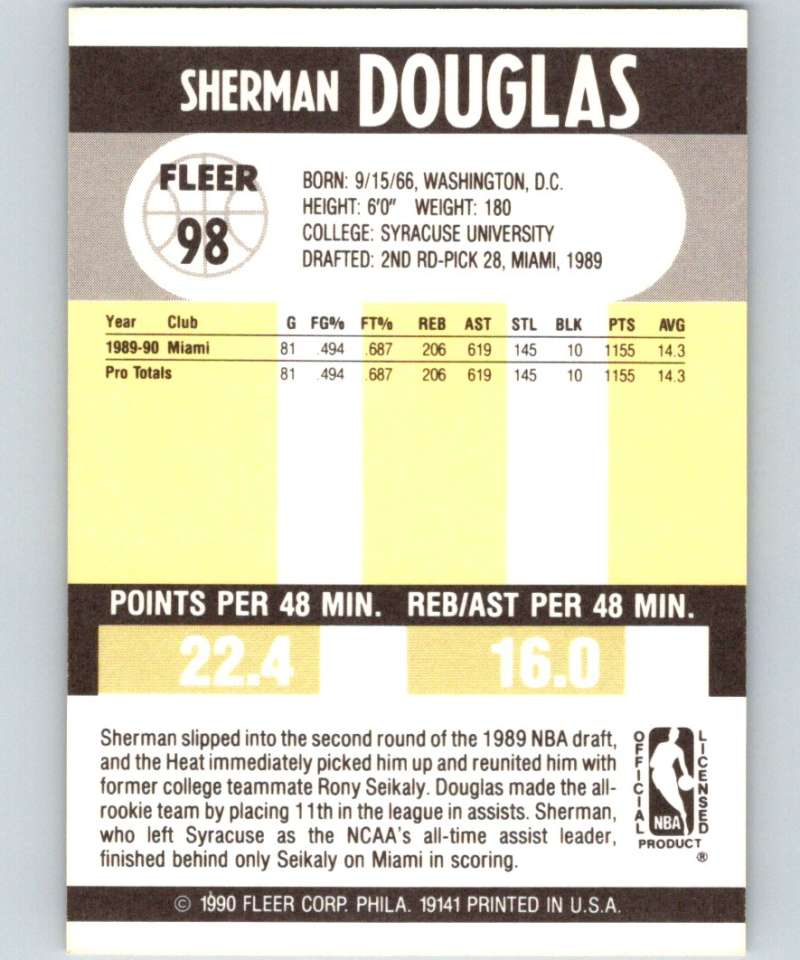 SHERMAN DOUGLAS
FLEER
98
BORN: 9/15/66, WASHINGTON, D.C.
HEIGHT: 6'0" WEIGHT: 180
COLLEGE: SYRACUSE UNIVERSITY
DRAFTED: 2ND RD-PICK 28, MIAMI, 1989
Year Club G FG% FT% REB AST STL BLK PTS AVG
1989-90 Miami 81 .494 .687 206 619 145 10 1155 14.3
Pro Totals 81 .494 .687 206 619 145 10 1155 14.3
POINTS PER 48 MIN. REB/AST PER 48 MIN.
22.4 16.0
Sherman slipped into the second round of the 1989 NBA draft,
and the Heat immediately picked him up and reunited him with
former college teammate Rony Seikaly. Douglas made the all-
rookie team by placing 11th in the league in assists. Sherman,
who left Syracuse as the NCAA's all-time assist leader,
finished behind only Seikaly on Miami in scoring.
OFFICIAL
LICENSED
NBA
PRODUCT
®
© 1990 FLEER CORP. PHILA. 19141 PRINTED IN U.S.A.